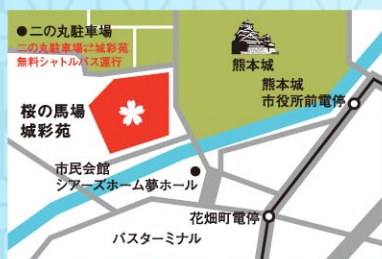 ●二の丸駐車場
二の丸駐車場⇄城彩苑
無料シャトルバス運行
熊本城
熊本城
市役所前電停
桜の馬場
城彩苑
市民会館
シアーズホーム夢ホール
花畑町電停
バスターミナル